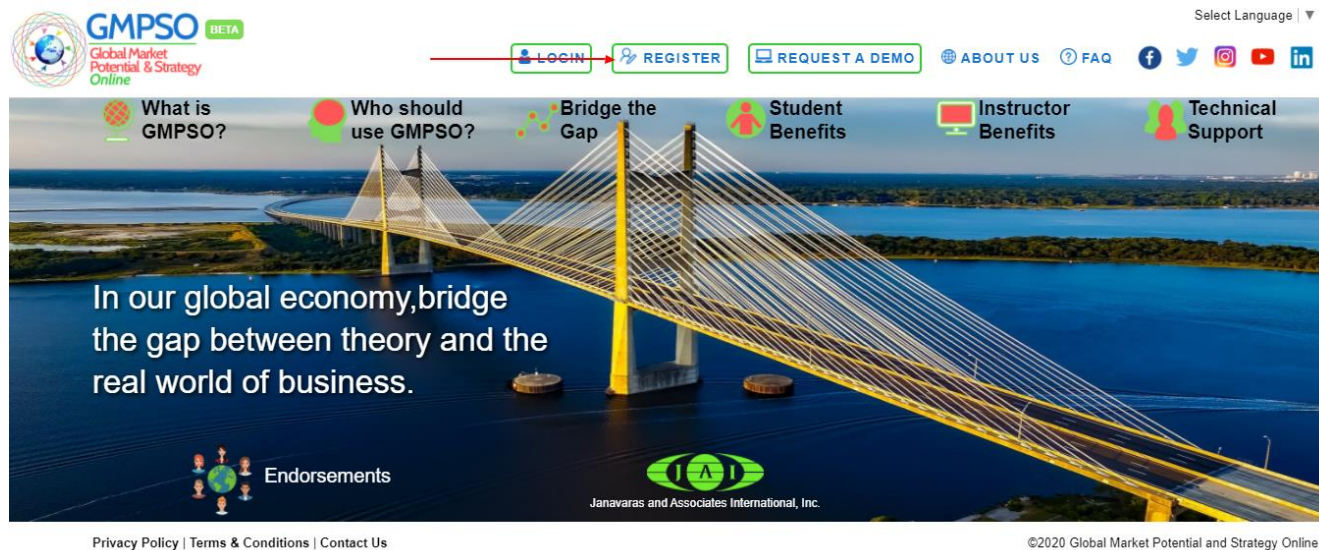 Select Language | ▼
GMPSO BETA
Global Market
Potential & Strategy
Online
LOGIN
REGISTER
REQUEST A DEMO
ABOUT US
FAQ
What is
GMPSO?
Who should
use GMPSO?
Bridge the
Gap
Student
Benefits
Instructor
Benefits
Technical
Support
In our global economy,bridge
the gap between theory and the
real world of business.
Endorsements
JAI
Janavaras and Associates International, Inc.
Privacy Policy | Terms & Conditions | Contact Us
©2020 Global Market Potential and Strategy Online